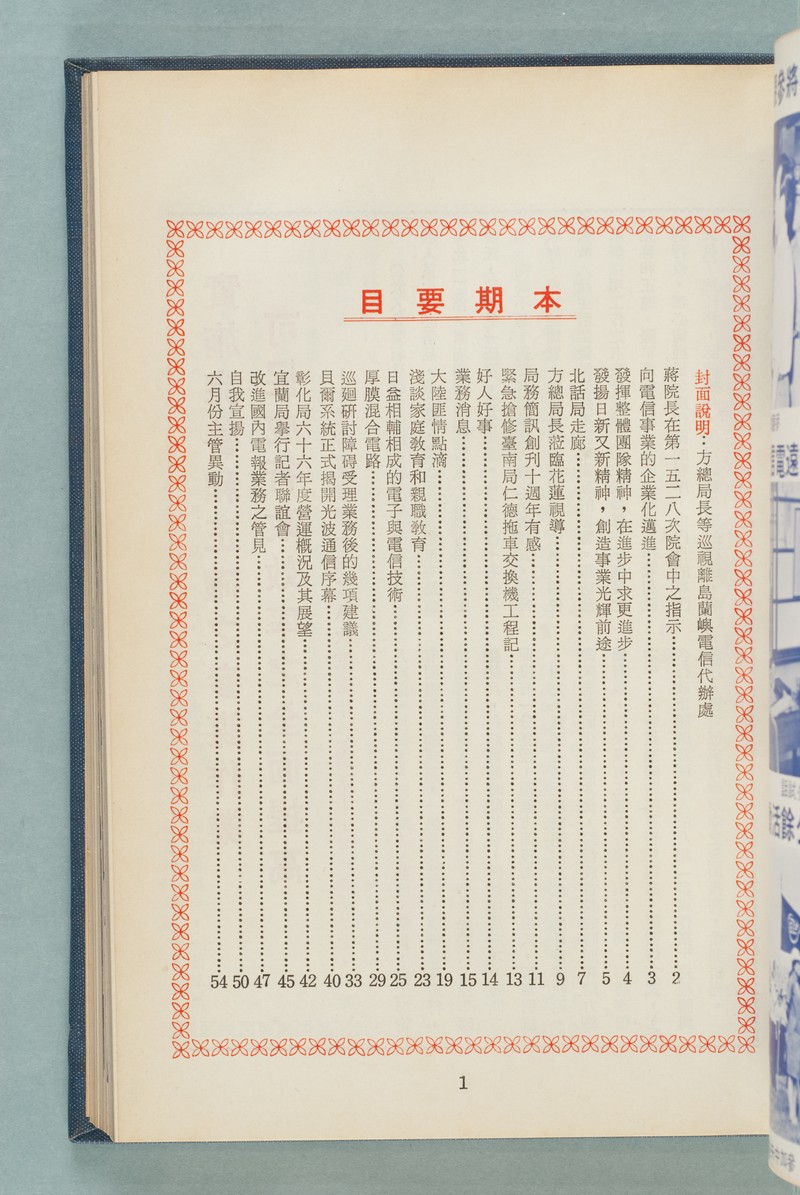 本期要目
封面說明：方總局長等巡視離島蘭嶼電信代辦處
蔣院長在第一五二八次院會中之指示……2
向電信事業的企業化邁進……3
發揮整體團隊精神，在進步中求更進步……4
發揚日新又新精神，創造事業光輝前途……5
北話局走廊……7
方總局長蒞臨花蓮視導……9
局務簡訊創刊十週年有感……11
緊急搶修臺南局仁德拖車交換機工程記……13
好人好事……14
業務消息……15
大陸匪情點滴……19
淺談家庭教育和親職教育……23
日益相輔相成的電子與電信技術……25
厚膜混合電路……29
巡廻研討障碍受理業務後的幾項建議……33
貝爾系統正式揭開光波通信序幕……40
彰化局六十六年度營運概況及其展望……42
宜蘭局舉行記者聯誼會……45
改進國內電報業務之管見……47
自我宣揚……50
六月份主管異動……54
1